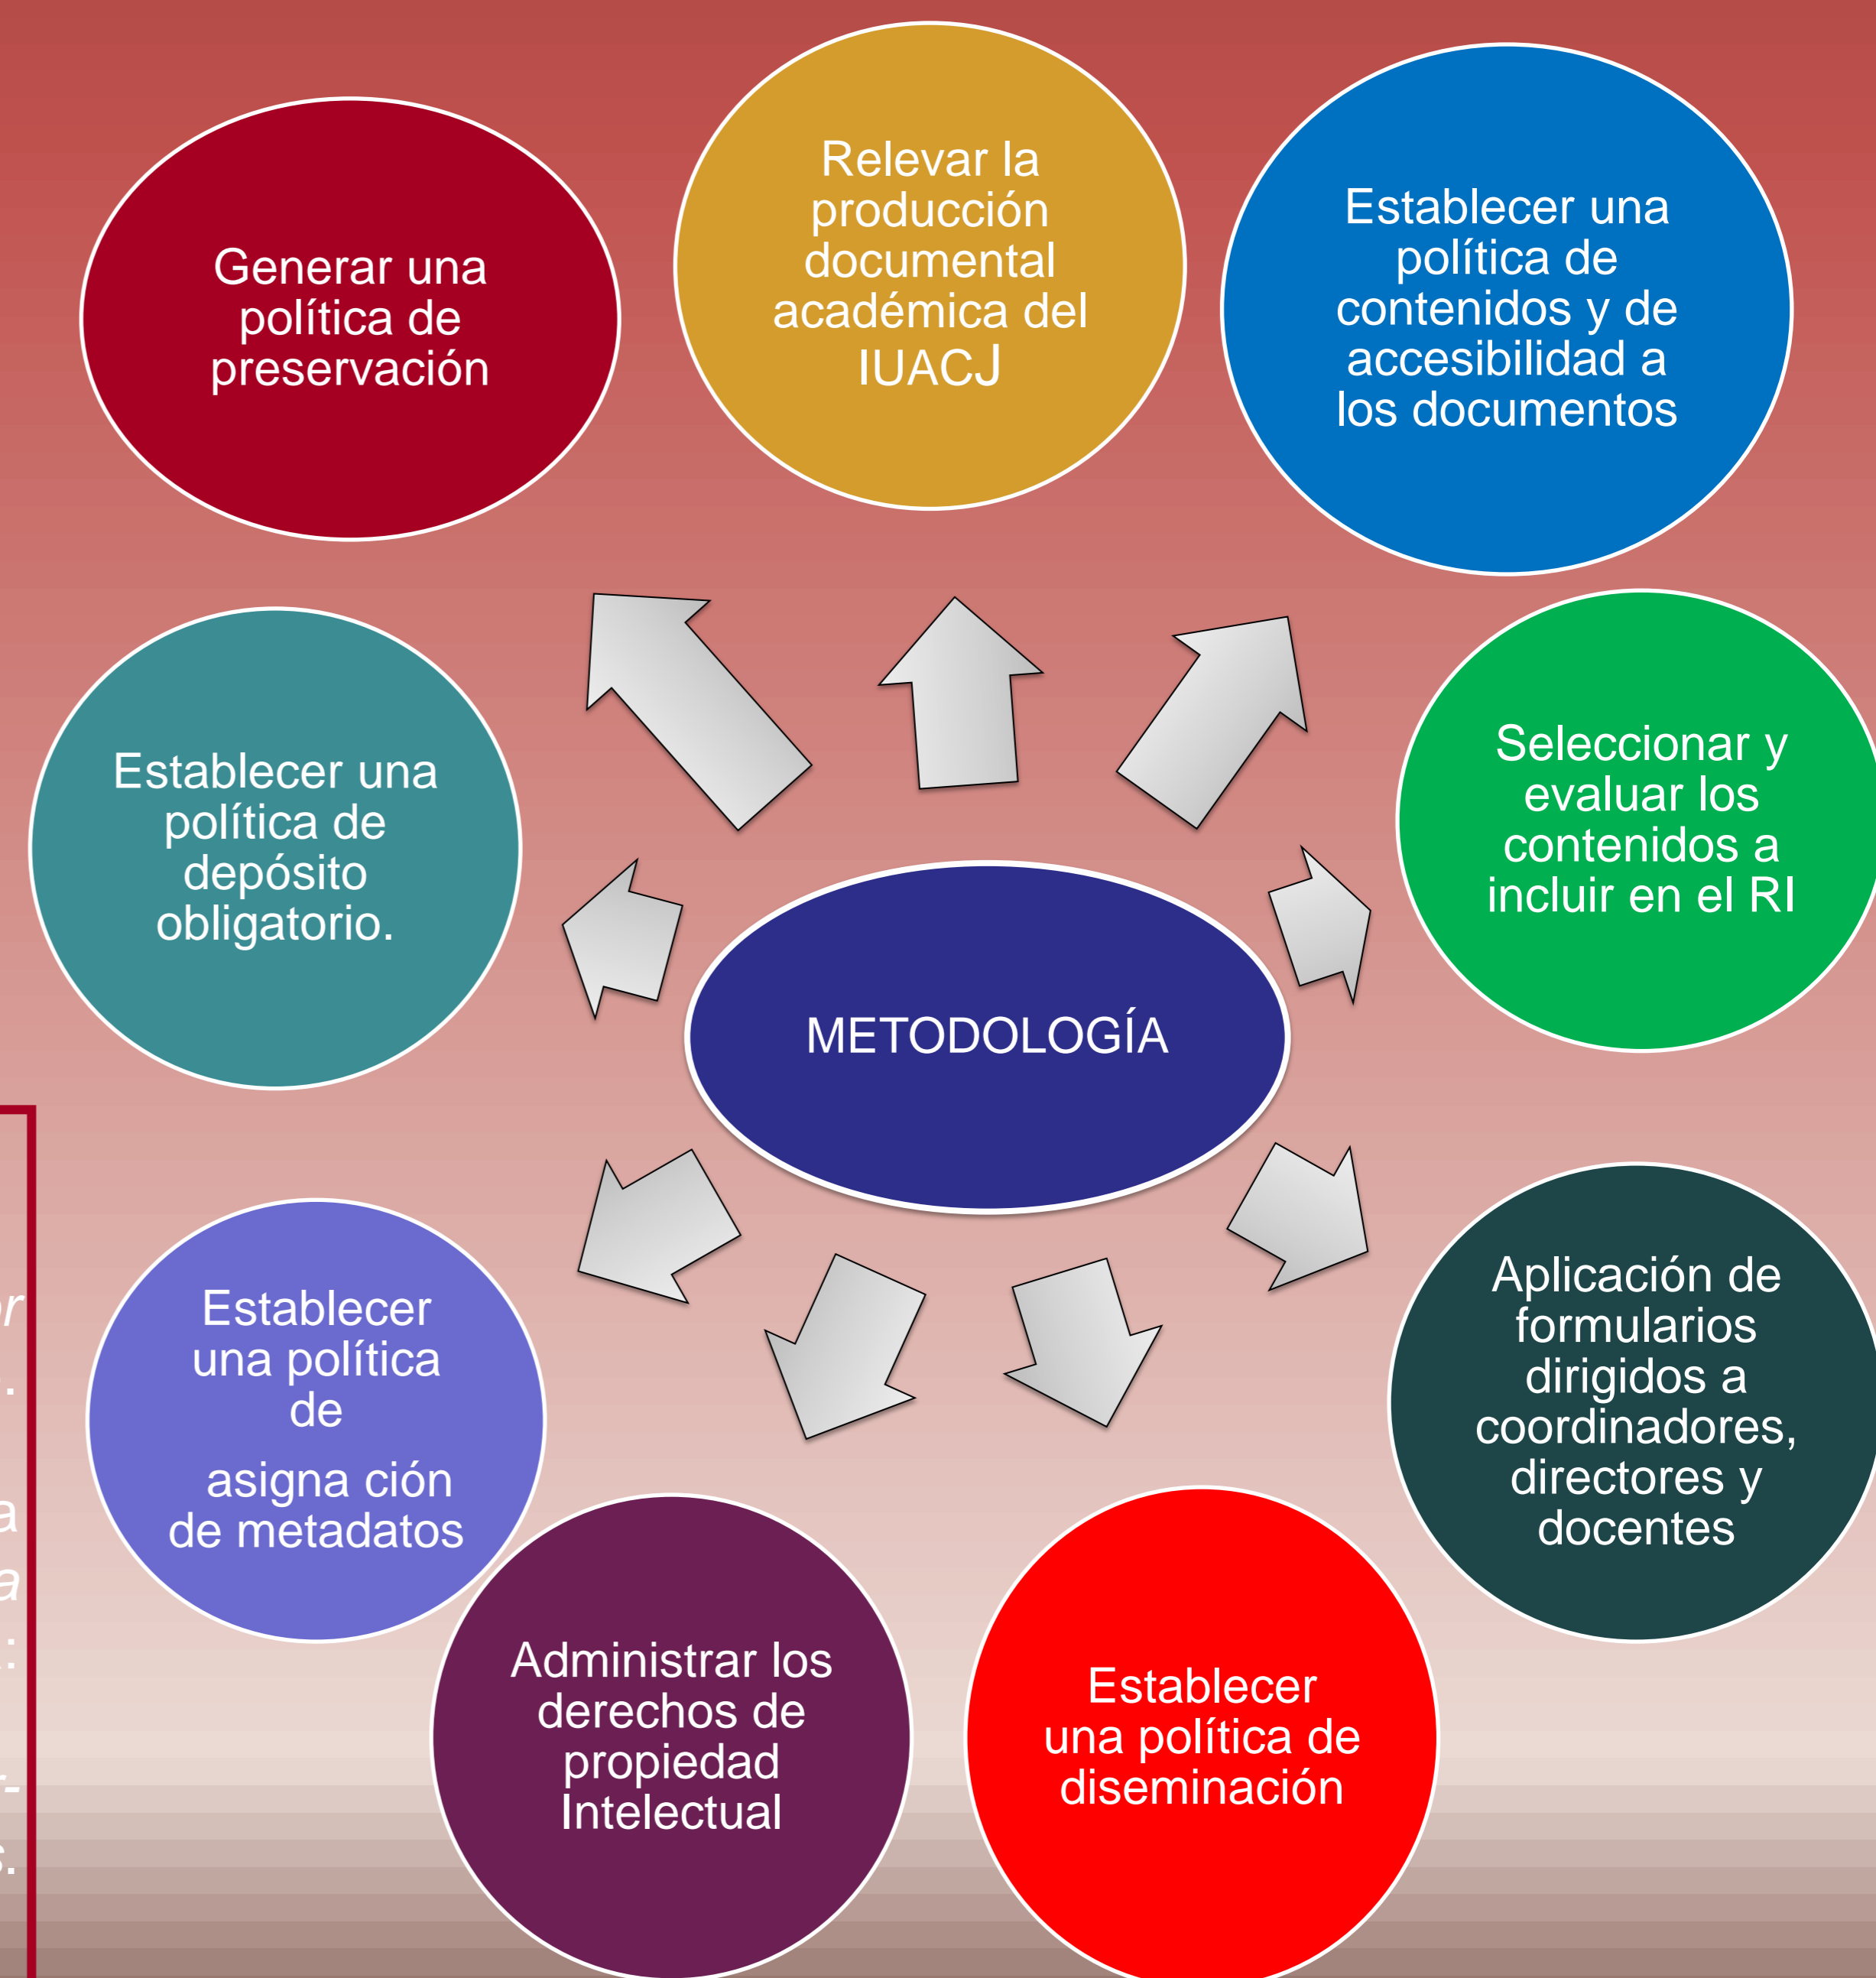 Generar una
política de
preservación
Relevar la
producción
documental
académica del
IUACJ
Establecer una
política de
contenidos y de
accesibilidad a
los documentos
Establecer una
política de
depósito
obligatorio.
Seleccionar y
evaluar los
contenidos a
incluir en el RI
METODOLOGÍA
Establecer
una política
de
asigna ción
de metadatos
Aplicación de
formularios
dirigidos a
coordinadores,
directores y
docentes
Administrar los
derechos de
propiedad
Intelectual
Establecer
una política de
diseminación